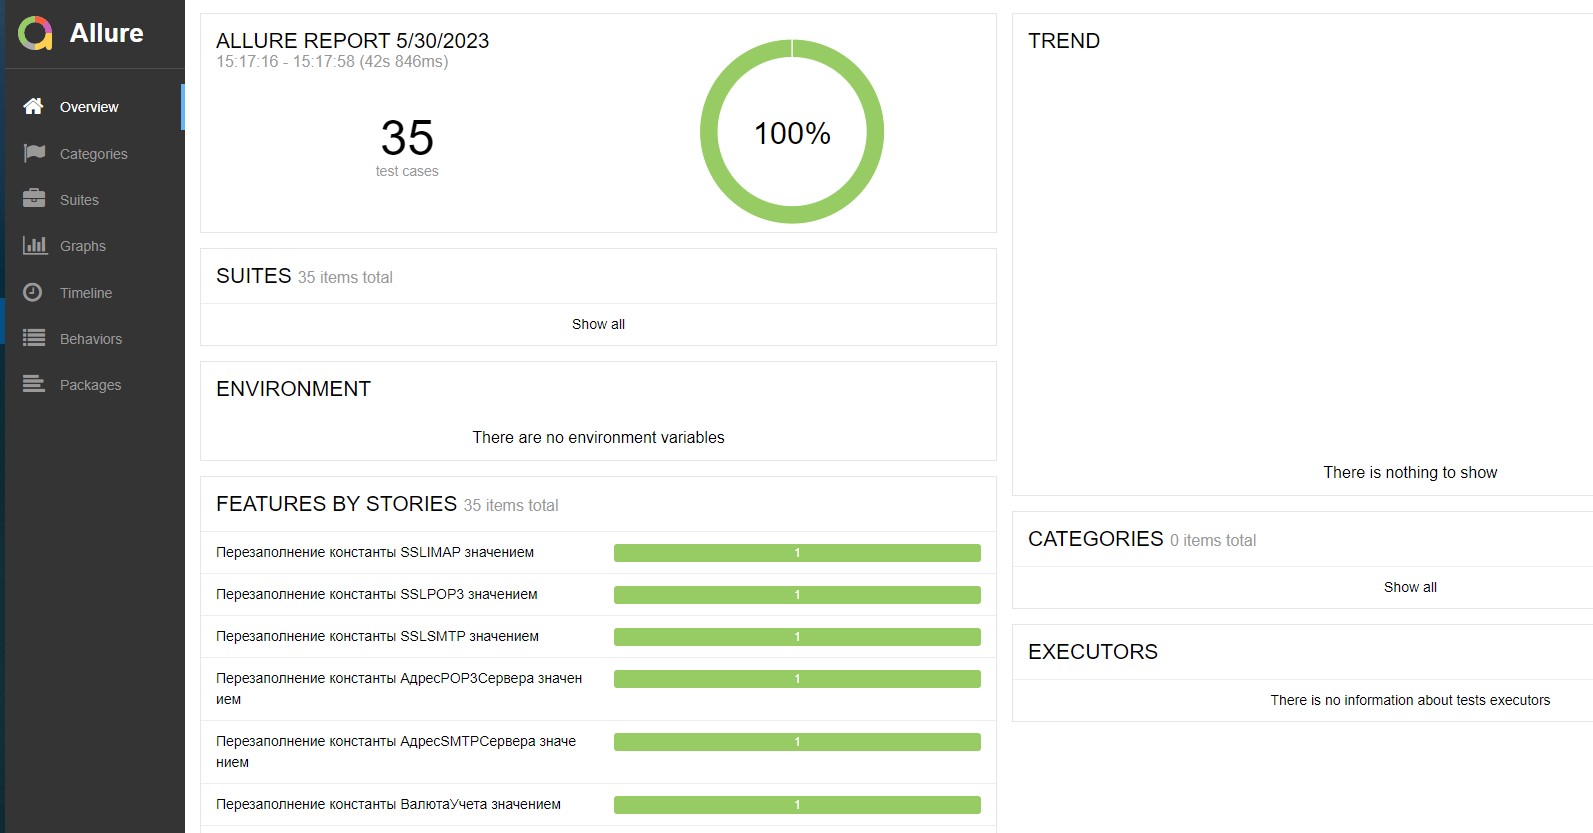 Allure
Overview
Categories
Suites
Graphs
Timeline
Behaviors
Packages
ALLURE REPORT 5/30/2023
15:17:16 - 15:17:58 (42s 846ms)
35
test cases
100%
SUITES 35 items total
Show all
ENVIRONMENT
There are no environment variables
FEATURES BY STORIES 35 items total
Перезаполнение константы SSLIMAP значением
1
Перезаполнение константы SSLPOP3 значением
1
Перезаполнение константы SSLSMTP значением
1
Перезаполнение константы АдресPOP3Сервера значен
ием
1
Перезаполнение константы АдресSMTPСервера значе
нием
1
Перезаполнение константы ВалютаУчета значением
1
TREND
There is nothing to show
CATEGORIES 0 items total
Show all
EXECUTORS
There is no information about tests executors